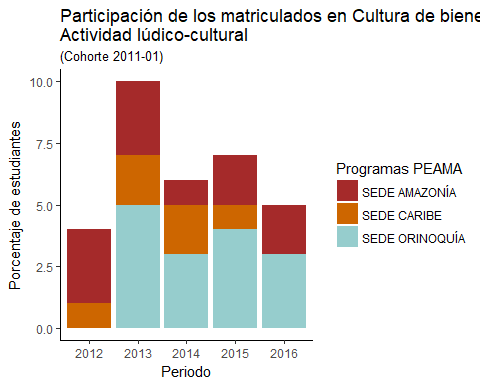 Participación de los matriculados en Cultura de biene
Actividad lúdico-cultural
(Cohorte 2011-01)
Porcentaje de estudiantes
10.0
7.5
5.0
2.5
0.0
2012 2013 2014 2015 2016
Periodo
Programas PEAMA
SEDE AMAZONÍA
SEDE CARIBE
SEDE ORINOQUÍA